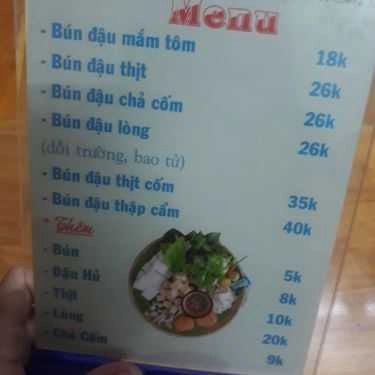 Menu
- Bún đậu mắm tôm 18k
- Bún đậu thịt 26k
- Bún đậu chả cốm 26k
- Bún đậu lòng 26k
(dồi trường, bao tử)
- Bún đậu thịt cốm 35k
- Bún đậu thập cẩm 40k
- Thêm
- Bún 5k
- Đậu Hủ 8k
- Thịt 10k
- Lòng 20k
- Chả Cốm 9k